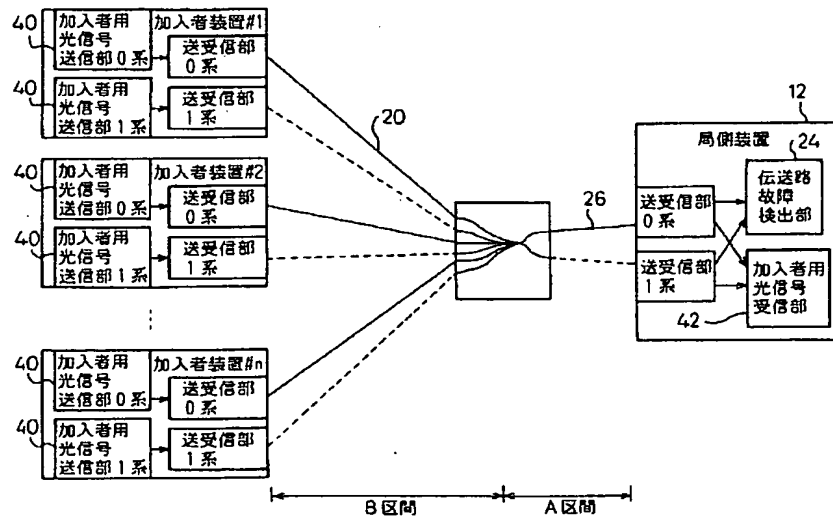 40
加入者用
光信号
送信部0系
加入者装置#1
送受信部
0系
40
加入者用
光信号
送信部1系
送受信部
1系
40
加入者用
光信号
送信部0系
加入者装置#2
送受信部
0系
40
加入者用
光信号
送信部1系
送受信部
1系
40
加入者用
光信号
送信部0系
加入者装置#n
送受信部
0系
40
加入者用
光信号
送信部1系
送受信部
1系
20
26
12
局側装置
24
送受信部
0系
伝送路
故障
検出部
送受信部
1系
加入者用
光信号
受信部
42
B区間
A区間